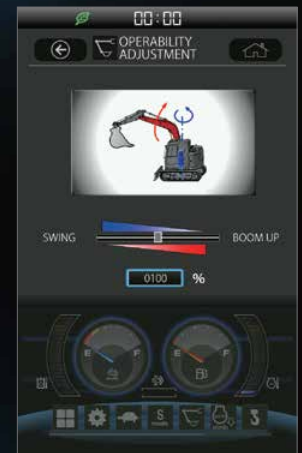 00:00
OPERABILITY
ADJUSTMENT
SWING BOOM UP
0100 %
E F E F
S